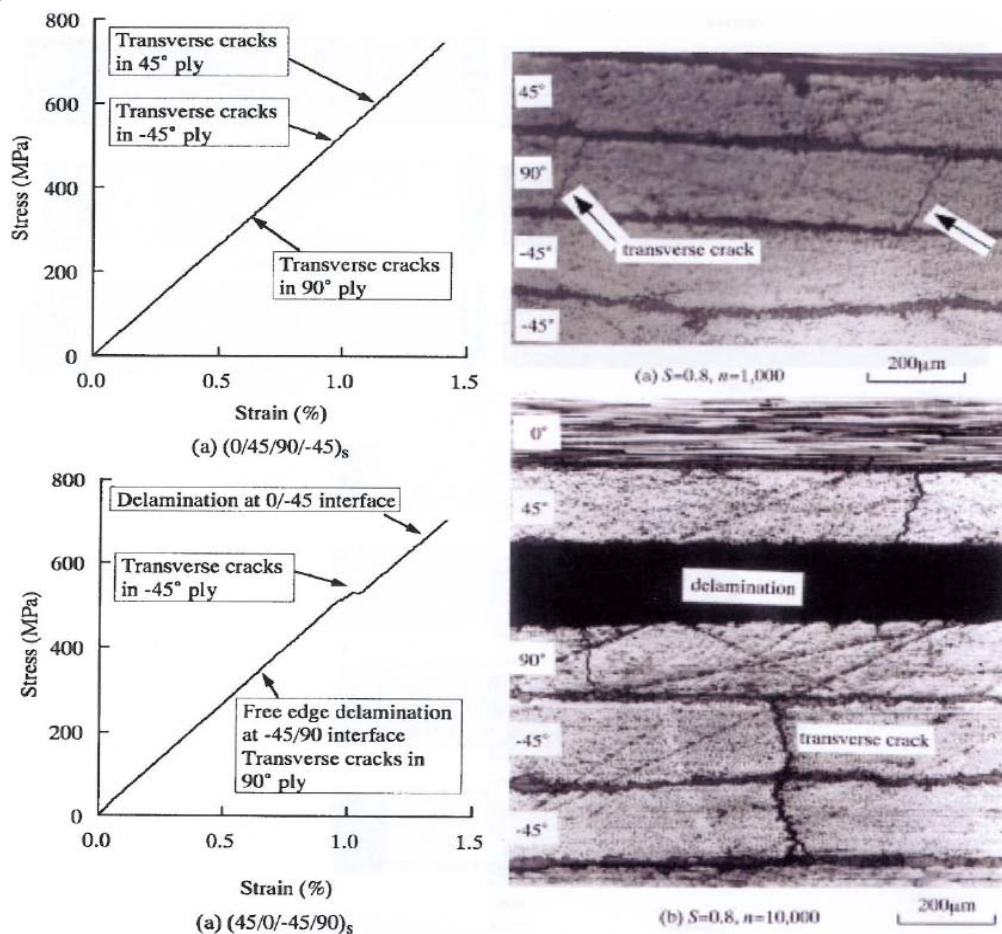 800
600
400
200
0
Stress (MPa)
Transverse cracks
in 45° ply
Transverse cracks
in -45° ply
Transverse cracks
in 90° ply
0.0
0.5
1.0
1.5
Strain (%)
(a) (0/45/90/-45)s
800
600
400
200
0
Stress (MPa)
Delamination at 0/-45 interface
Transverse cracks
in -45° ply
Free edge delamination
at -45/90 interface
Transverse cracks in
90° ply
0.0
0.5
1.0
1.5
Strain (%)
(a) (45/0/-45/90)s
45°
90°
transverse crack
-45°
-45°
(a) S=0.8, n=1,000
200μm
0°
45°
delamination
90°
transverse crack
-45°
-45°
(b) S=0.8, n=10,000
200μm